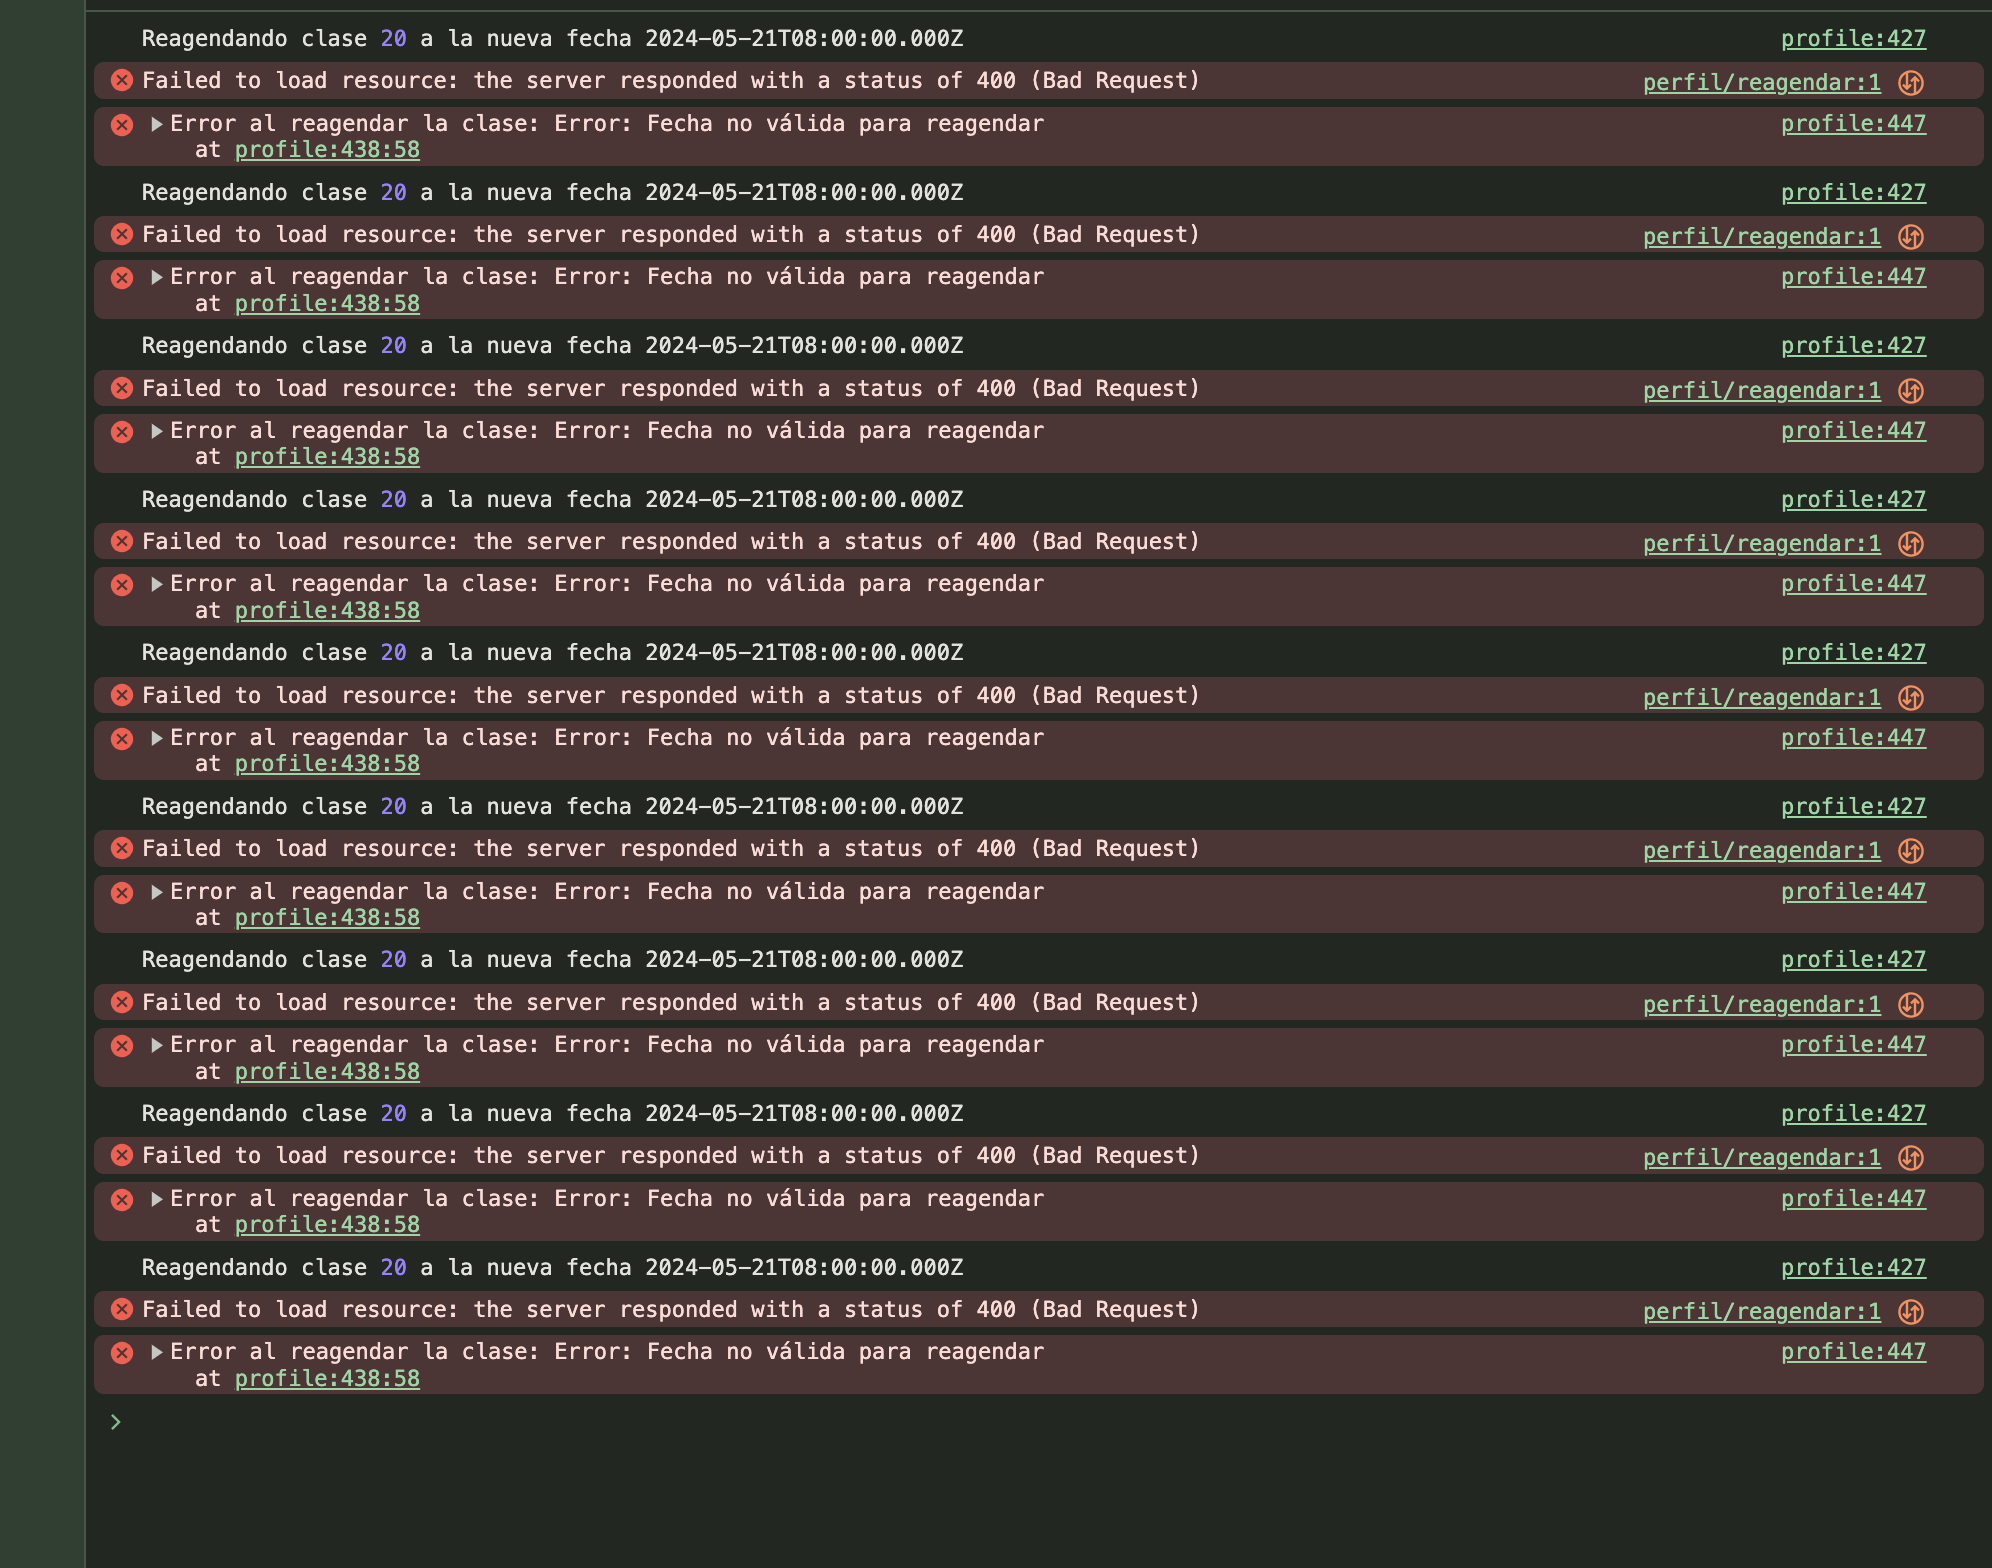 Reagendando clase 20 a la nueva fecha 2024-05-21T08:00:00.000Z profile:427
Failed to load resource: the server responded with a status of 400 (Bad Request) perfil/reagendar:1
Error al reagendar la clase: Error: Fecha no válida para reagendar profile:447
at profile:438:58
Reagendando clase 20 a la nueva fecha 2024-05-21T08:00:00.000Z profile:427
Failed to load resource: the server responded with a status of 400 (Bad Request) perfil/reagendar:1
Error al reagendar la clase: Error: Fecha no válida para reagendar profile:447
at profile:438:58
Reagendando clase 20 a la nueva fecha 2024-05-21T08:00:00.000Z profile:427
Failed to load resource: the server responded with a status of 400 (Bad Request) perfil/reagendar:1
Error al reagendar la clase: Error: Fecha no válida para reagendar profile:447
at profile:438:58
Reagendando clase 20 a la nueva fecha 2024-05-21T08:00:00.000Z profile:427
Failed to load resource: the server responded with a status of 400 (Bad Request) perfil/reagendar:1
Error al reagendar la clase: Error: Fecha no válida para reagendar profile:447
at profile:438:58
Reagendando clase 20 a la nueva fecha 2024-05-21T08:00:00.000Z profile:427
Failed to load resource: the server responded with a status of 400 (Bad Request) perfil/reagendar:1
Error al reagendar la clase: Error: Fecha no válida para reagendar profile:447
at profile:438:58
Reagendando clase 20 a la nueva fecha 2024-05-21T08:00:00.000Z profile:427
Failed to load resource: the server responded with a status of 400 (Bad Request) perfil/reagendar:1
Error al reagendar la clase: Error: Fecha no válida para reagendar profile:447
at profile:438:58
Reagendando clase 20 a la nueva fecha 2024-05-21T08:00:00.000Z profile:427
Failed to load resource: the server responded with a status of 400 (Bad Request) perfil/reagendar:1
Error al reagendar la clase: Error: Fecha no válida para reagendar profile:447
at profile:438:58
Reagendando clase 20 a la nueva fecha 2024-05-21T08:00:00.000Z profile:427
Failed to load resource: the server responded with a status of 400 (Bad Request) perfil/reagendar:1
Error al reagendar la clase: Error: Fecha no válida para reagendar profile:447
at profile:438:58
Reagendando clase 20 a la nueva fecha 2024-05-21T08:00:00.000Z profile:427
Failed to load resource: the server responded with a status of 400 (Bad Request) perfil/reagendar:1
Error al reagendar la clase: Error: Fecha no válida para reagendar profile:447
at profile:438:58